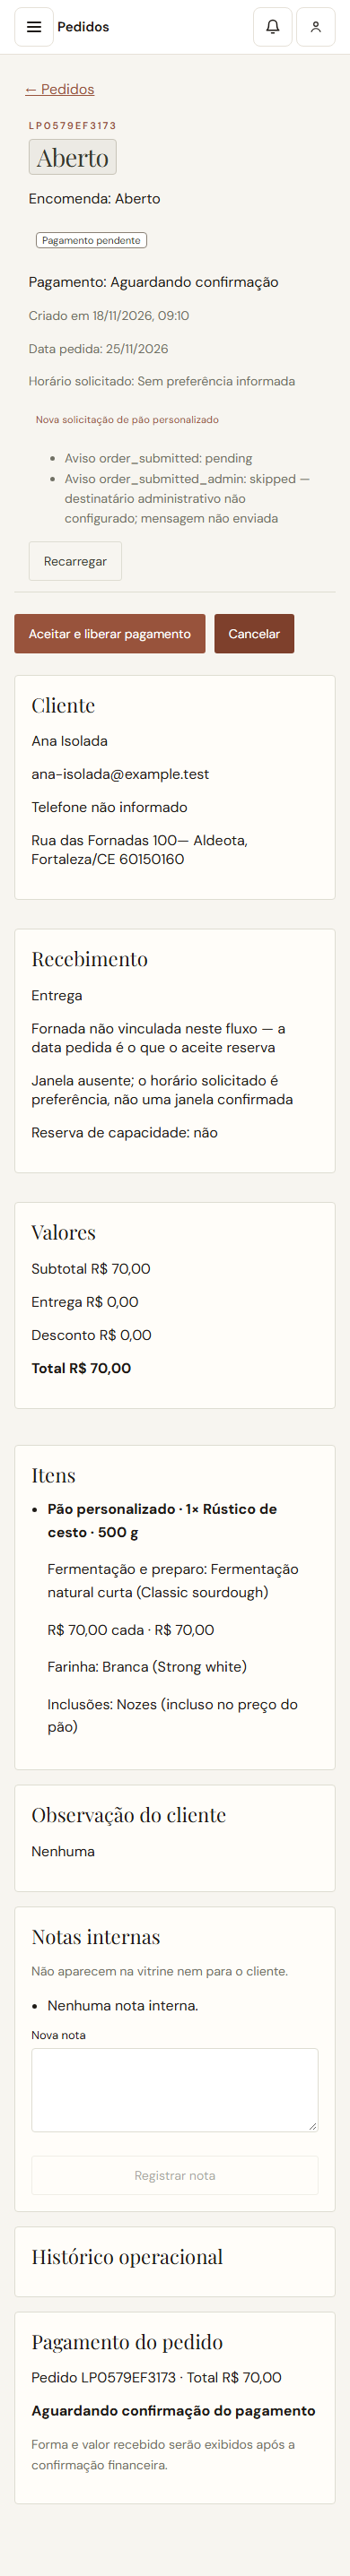 Pedidos
← Pedidos
LP0579EF3173
Aberto
Encomenda: Aberto
Pagamento pendente
Pagamento: Aguardando confirmação
Criado em 18/11/2026, 09:10
Data pedida: 25/11/2026
Horário solicitado: Sem preferência informada
Nova solicitação de pão personalizado
• Aviso order_submitted: pending
• Aviso order_submitted_admin: skipped —
destinatário administrativo não
configurado; mensagem não enviada
Recarregar
Aceitar e liberar pagamento
Cancelar
Cliente
Ana Isolada
ana-isolada@example.test
Telefone não informado
Rua das Fornadas 100— Aldeota,
Fortaleza/CE 60150160
Recebimento
Entrega
Fornada não vinculada neste fluxo — a
data pedida é o que o aceite reserva
Janela ausente; o horário solicitado é
preferência, não uma janela confirmada
Reserva de capacidade: não
Valores
Subtotal R$ 70,00
Entrega R$ 0,00
Desconto R$ 0,00
Total R$ 70,00
Itens
• Pão personalizado · 1× Rústico de
cesto · 500 g
Fermentação e preparo: Fermentação
natural curta (Classic sourdough)
R$ 70,00 cada · R$ 70,00
Farinha: Branca (Strong white)
Inclusões: Nozes (incluso no preço do
pão)
Observação do cliente
Nenhuma
Notas internas
Não aparecem na vitrine nem para o cliente.
• Nenhuma nota interna.
Nova nota
Registrar nota
Histórico operacional
Pagamento do pedido
Pedido LP0579EF3173 · Total R$ 70,00
Aguardando confirmação do pagamento
Forma e valor recebido serão exibidos após a
confirmação financeira.